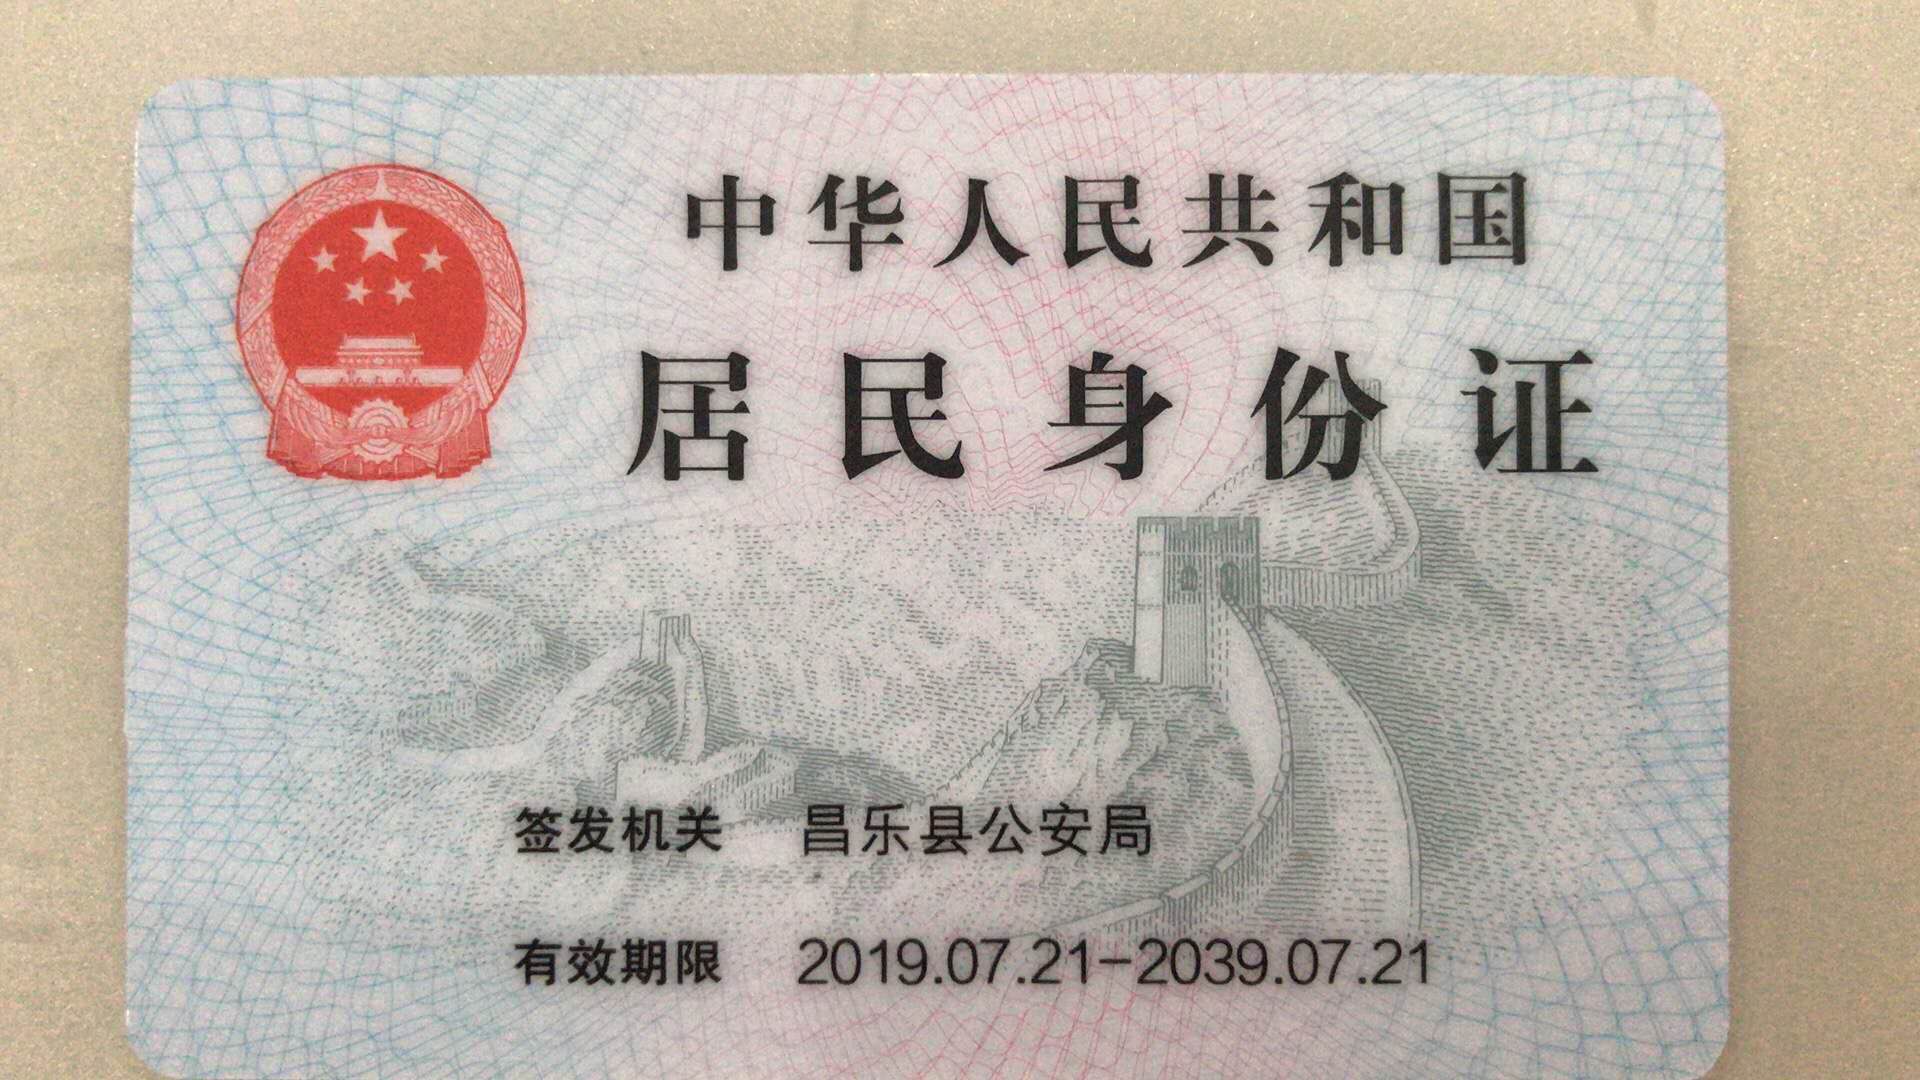 中华人民共和国
居民身份证
签发机关 昌乐县公安局
有效期限 2019.07.21-2039.07.21